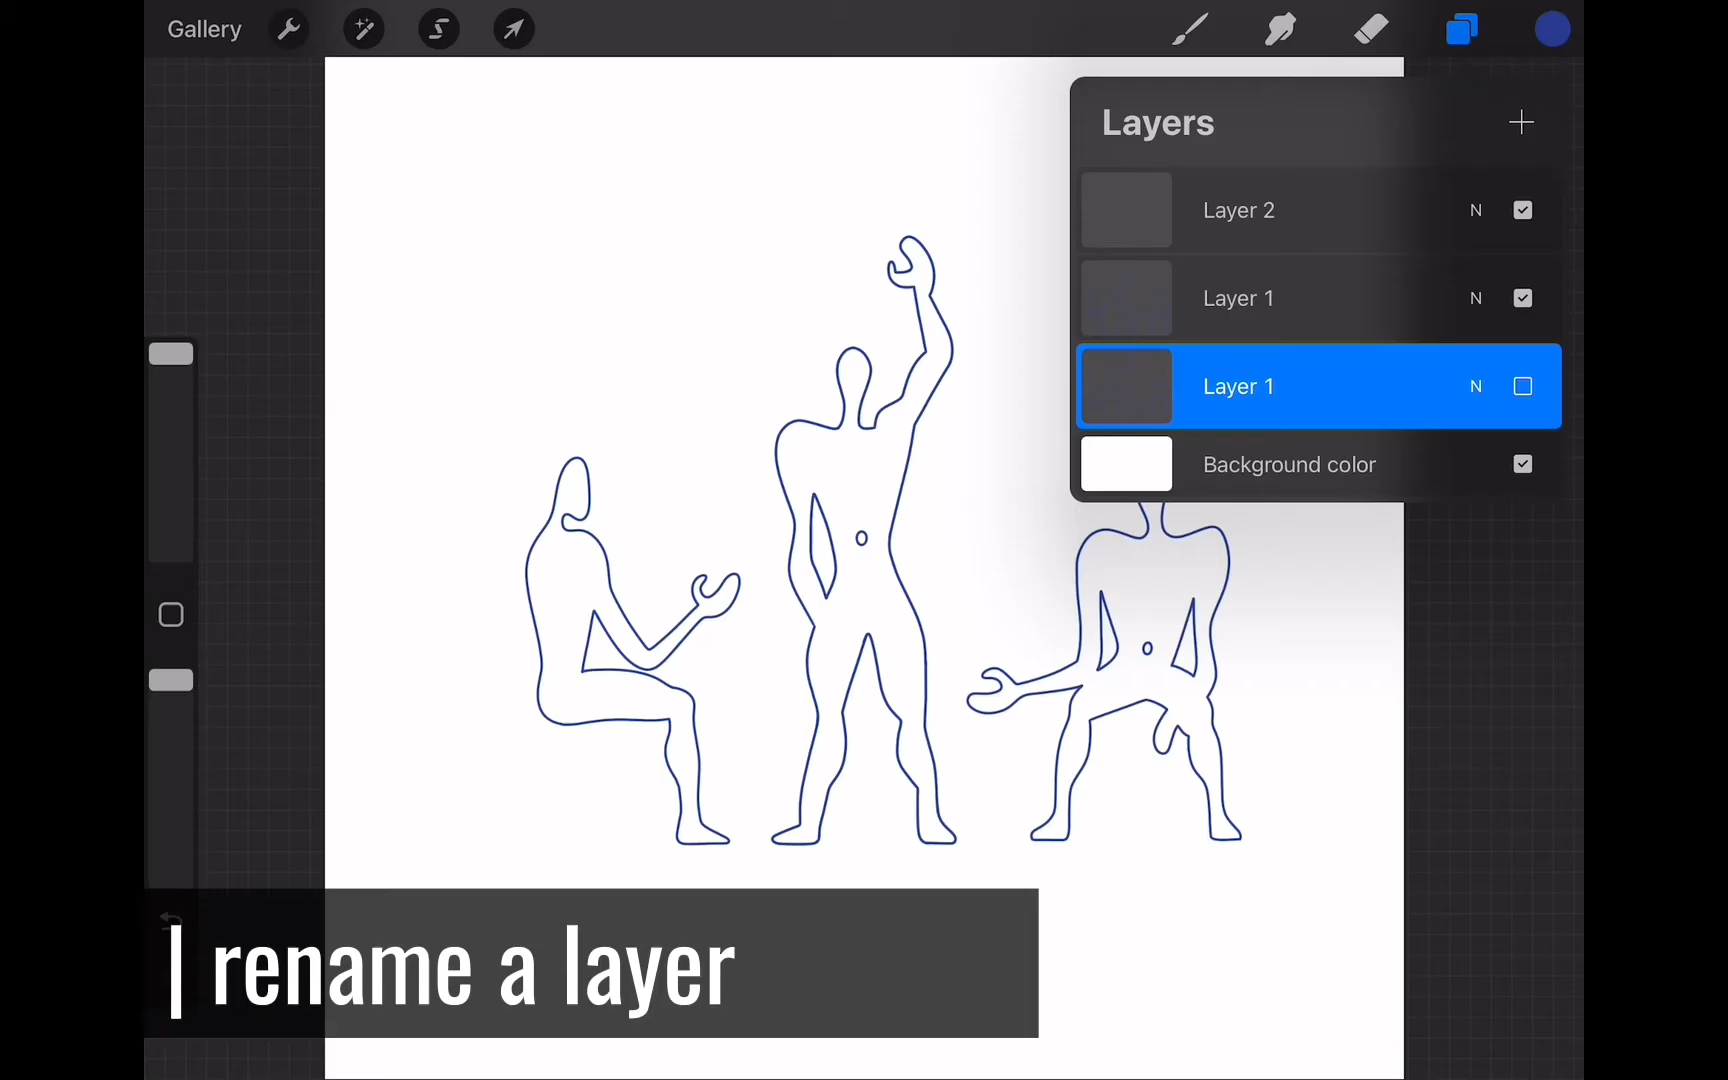 Gallery
Layers
Layer 2 N
Layer 1 N
Layer 1 N
Background color
| rename a layer